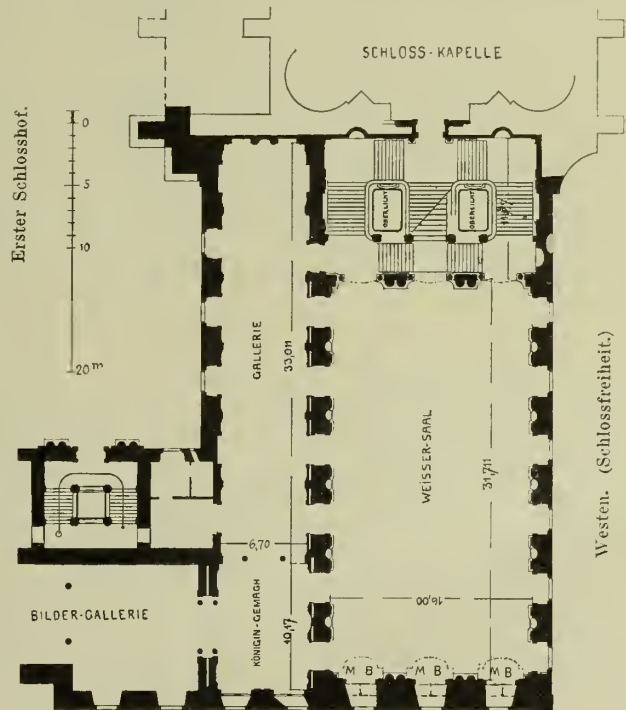 SCHLOSS-KAPELLE
Erster Schlosshof.
0
5
10
20 m
OBERLICHT
OBERLICHT
GALLERIE
33,011
WEISSER-SAAL
31,711
Westen. (Schlossfreiheit.)
6,70
16,00
BILDER-GALLERIE
KÖNIGIN-GEMACH
10,17
M B
M B
M B
L
L
L